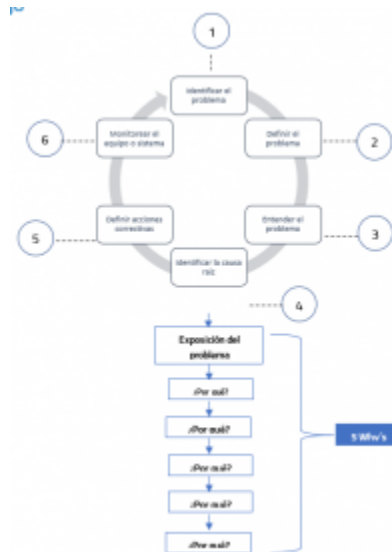 1
Identificar el
problema
Definir el
problema
2
Entender el
problema
3
Identificar la causa
raíz
4
Definir acciones
correctivas
5
Monitorear el
equipo o sistema
6
Exposición del
problema
¿Por qué?
¿Por qué?
¿Por qué?
¿Por qué?
¿Por qué?
5 Why's